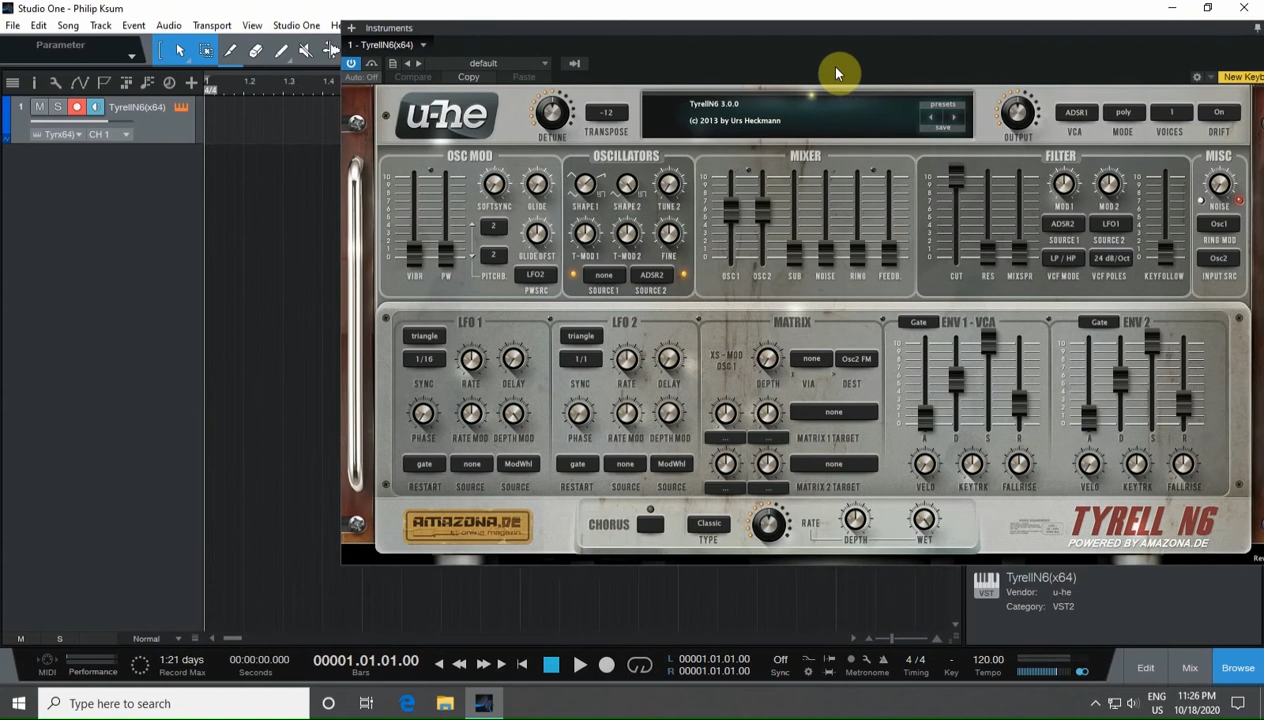 Studio One - Philip Ksum
File Edit Song Track Event Audio Transport View Studio One
Instruments
Parameter
1 - TyrellN6(x64)
default
Auto: Off Compare Copy Paste
1.2 1.3
4/4
1 M S TyrellN6(x64)
Tyrx64) CH 1
u-he
DETUNE
-12
TRANSPOSE
TyrellN6 3.0.0
(c) 2013 by Urs Heckmann
presets
save
OUTPUT
ADSR1 poly 1 On
VCA MODE VOICES DRIFT
OSC MOD OSCILLATORS MIXER FILTER MISC
SOFTSYNC GLIDE SHAPE 1 SHAPE 2 TUNE 2 MOD 1 MOD 2 NOISE
2
2
GLIDE OFST T-MOD 1 T-MOD 2 FINE
ADSR2 LFO1 Osc1
SOURCE 1 SOURCE 2 RING MOD
LP / HP 24 dB/Oct Osc2
VIBR PW PITCHB. LFO2 none ADSR2
PWSRC SOURCE 1 SOURCE 2
OSC 1 OSC 2 SUB NOISE RING FEEDB.
CUT RES MIXSPR VCF MODE VCF POLES KEYFOLLOW INPUT SRC
LFO 1 LFO 2 MATRIX Gate ENV 1 - VCA Gate ENV 2
triangle triangle
1/16 1/1
SYNC RATE DELAY SYNC RATE DELAY
XS - MOD
OSC 1
none Osc2 FM
DEPTH VIA DEST
none
PHASE RATE MOD DEPTH MOD PHASE RATE MOD DEPTH MOD
... ... MATRIX 1 TARGET
A D S R A D S R
gate none ModWhl gate none ModWhl none
RESTART SOURCE SOURCE RESTART SOURCE SOURCE
... ... MATRIX 2 TARGET
VELO KEYTRK FALLRISE VELO KEYTRK FALLRISE
AMAZONA.DE
CHORUS Classic
TYPE RATE DEPTH WET
TYRELL N6
POWERED BY AMAZONA.DE
TyrellN6(x64)
VST
Vendor: u-he
Category: VST2
M S Normal
MIDI Performance
1:21 days
Record Max
00:00:00.000
Seconds
00001.01.01.00
Bars
L 00001.01.01.00
R 00001.01.01.00
Off
Sync
Metronome
4/4
Timing
-
Key
120.00
Tempo
Edit Mix Browse
Type here to search
ENG
US
11:26 PM
10/18/2020